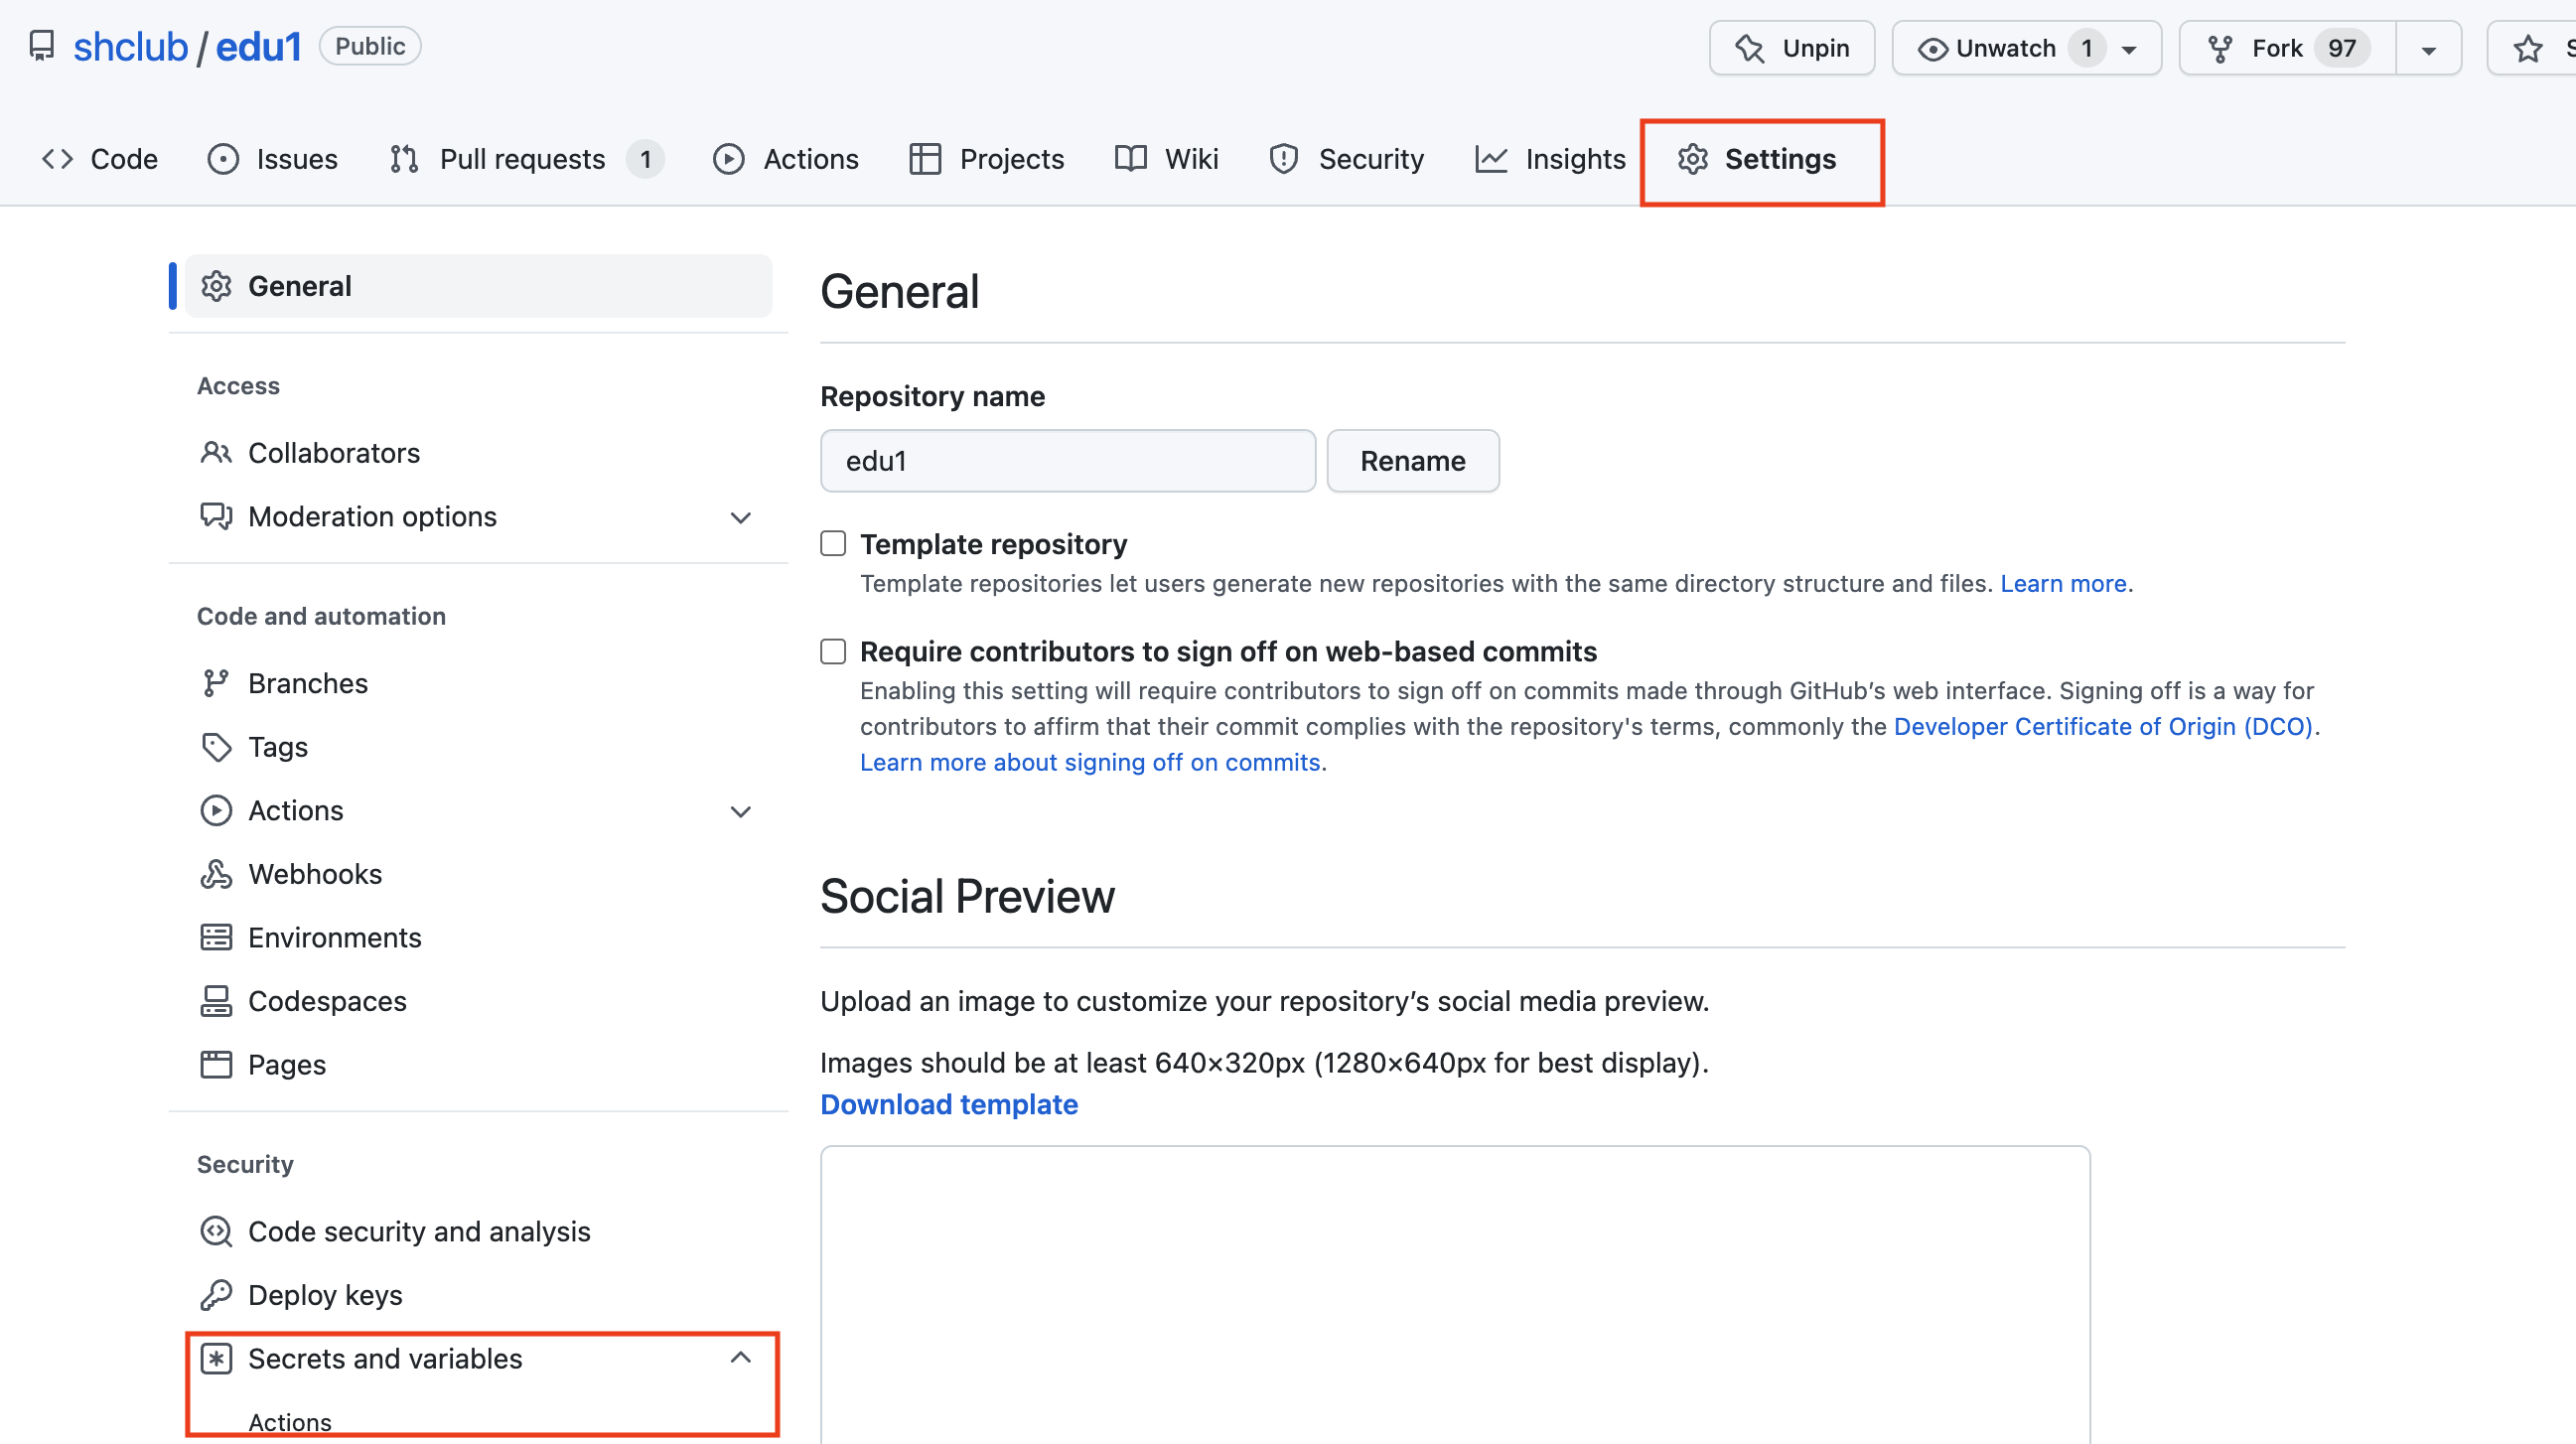 shclub / edu1 Public
Unpin
Unwatch 1
Fork 97
Code
Issues
Pull requests 1
Actions
Projects
Wiki
Security
Insights
Settings
General
Access
Collaborators
Moderation options
Code and automation
Branches
Tags
Actions
Webhooks
Environments
Codespaces
Pages
Security
Code security and analysis
Deploy keys
Secrets and variables
Actions
General
Repository name
edu1
Rename
Template repository
Template repositories let users generate new repositories with the same directory structure and files. Learn more.
Require contributors to sign off on web-based commits
Enabling this setting will require contributors to sign off on commits made through GitHub’s web interface. Signing off is a way for
contributors to affirm that their commit complies with the repository's terms, commonly the Developer Certificate of Origin (DCO).
Learn more about signing off on commits.
Social Preview
Upload an image to customize your repository’s social media preview.
Images should be at least 640×320px (1280×640px for best display).
Download template